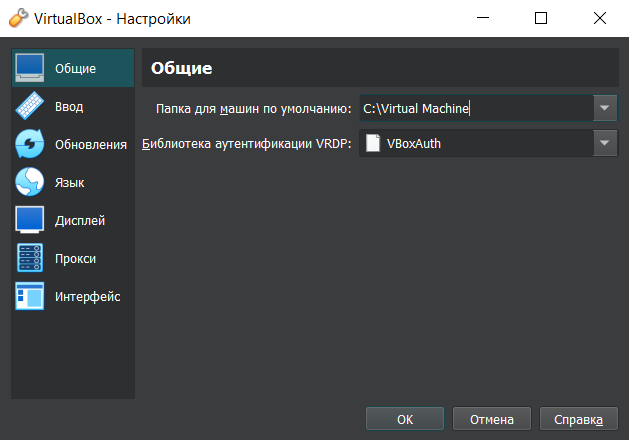 VirtualBox - Настройки
Общие
Ввод
Обновления
Язык
Дисплей
Прокси
Интерфейс
Общие
Папка для машин по умолчанию: C:\Virtual Machine
Библиотека аутентификации VRDP: VBoxAuth
OK Отмена Справка